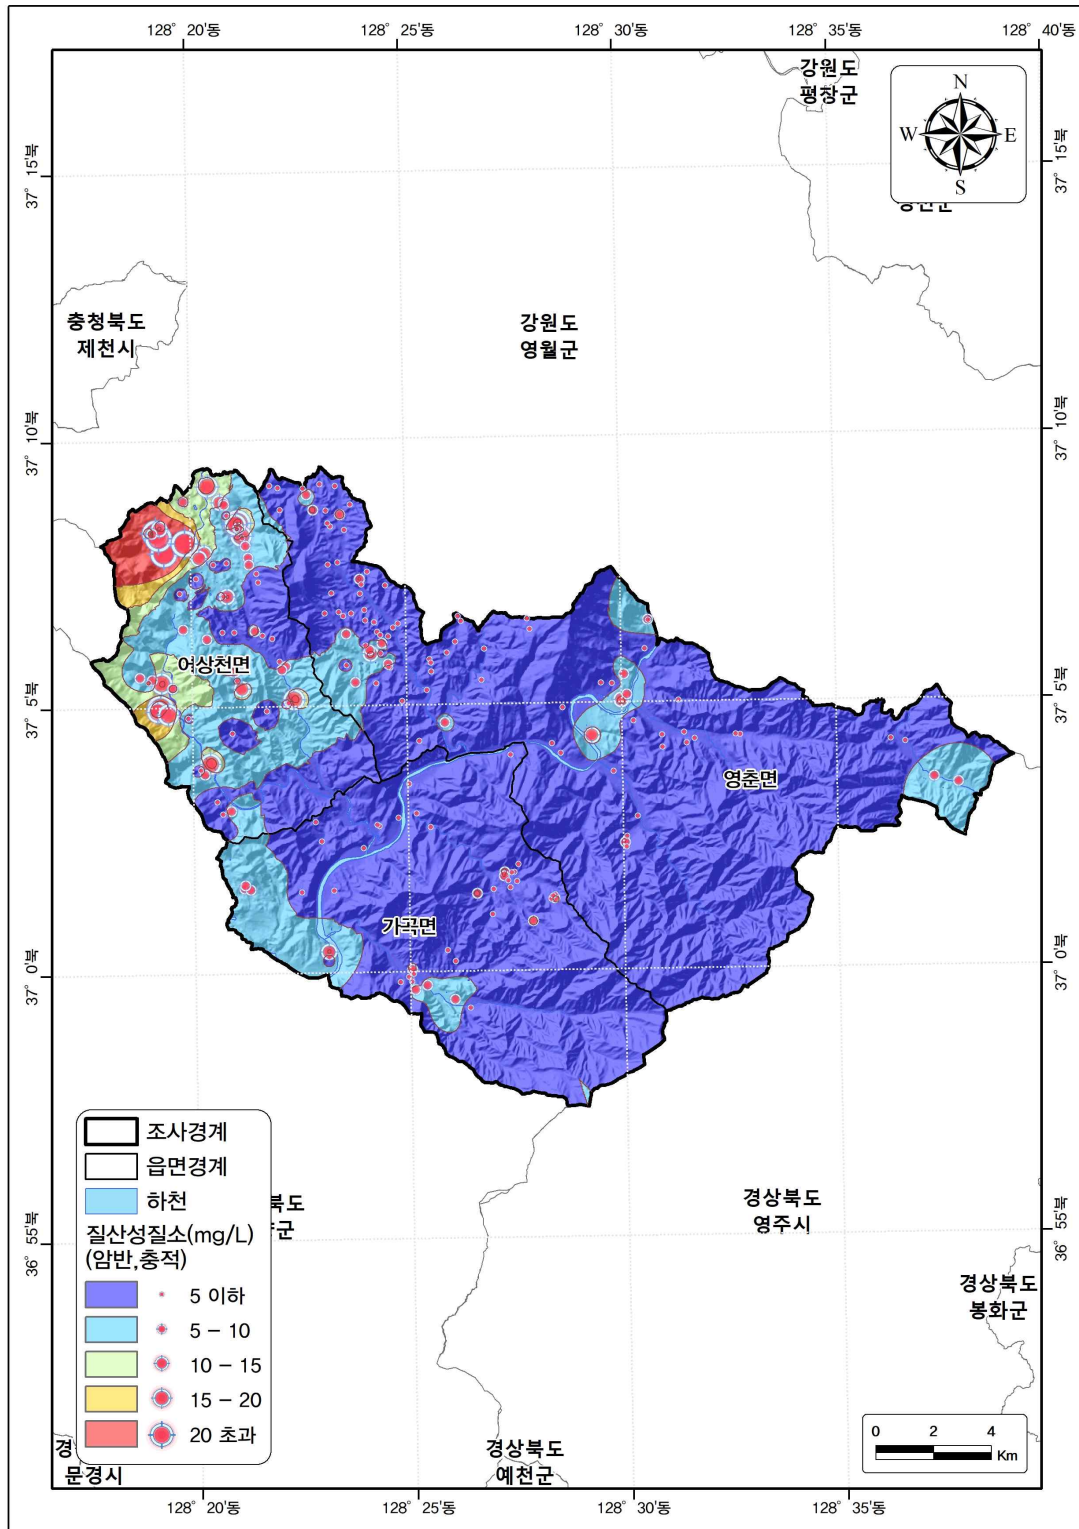 128° 20'동
128° 25'동
128° 30'동
128° 35'동
128° 40'동
강원도
평창군
N
W
E
S
37° 15'북
37° 15'북
충청북도
제천시
강원도
영월군
37° 10'북
37° 10'북
어상천면
37° 5'북
37° 5'북
영춘면
가곡면
37° 0'북
37° 0'북
조사경계
읍면경계
하천
질산성질소(mg/L)
(암반,충적)
5 이하
5 – 10
10 – 15
15 – 20
20 초과
북도
경상북도
영주시
36° 55'북
36° 55'북
경상북도
봉화군
0 2 4
Km
문경시
경상북도
예천군
128° 20'동
128° 25'동
128° 30'동
128° 35'동